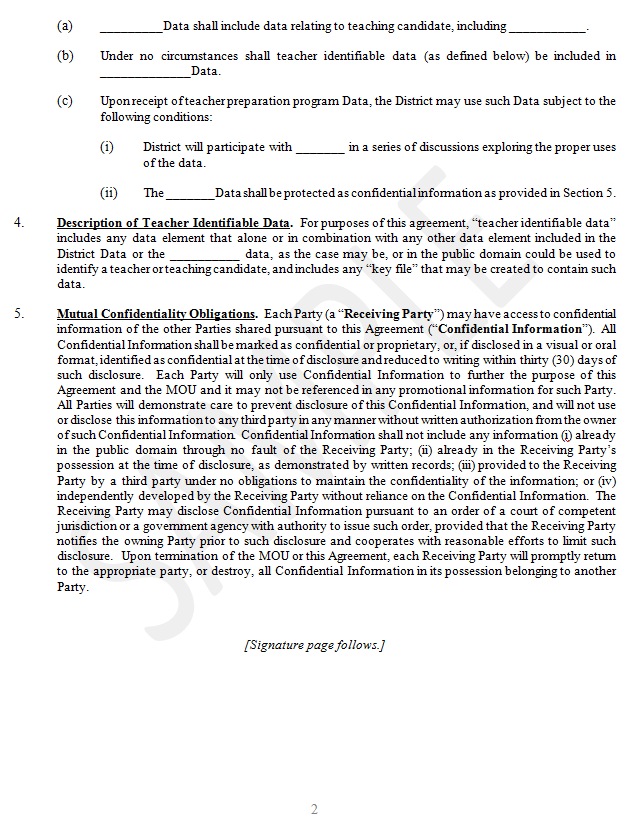 (a) _________Data shall include data relating to teaching candidate, including ___________.
(b) Under no circumstances shall teacher identifiable data (as defined below) be included in
_____________Data.
(c) Upon receipt of teacher preparation program Data, the District may use such Data subject to the
following conditions:
(i) District will participate with _______ in a series of discussions exploring the proper uses
of the data.
(ii) The_______Data shall be protected as confidential information as provided in Section 5.
4. Description of Teacher Identifiable Data. For purposes of this agreement, “teacher identifiable data”
includes any data element that alone or in combination with any other data element included in the
District Data or the __________ data, as the case may be, or in the public domain could be used to
identify a teacher or teaching candidate, and includes any “key file” that may be created to contain such
data.
5. Mutual Confidentiality Obligations. Each Party (a “Receiving Party”) may have access to confidential
information of the other Parties shared pursuant to this Agreement (“Confidential Information”). All
Confidential Information shall be marked as confidential or proprietary, or, if disclosed in a visual or oral
format, identified as confidential at the time of disclosure and reduced to writing within thirty (30) days of
such disclosure. Each Party will only use Confidential Information to further the purpose of this
Agreement and the MOU and it may not be referenced in any promotional information for such Party.
All Parties will demonstrate care to prevent disclosure of this Confidential Information, and will not use
or disclose this information to any third party in any manner without written authorization from the owner
of such Confidential Information. Confidential Information shall not include any information (i) already
in the public domain through no fault of the Receiving Party; (ii) already in the Receiving Party’s
possession at the time of disclosure, as demonstrated by written records; (iii) provided to the Receiving
Party by a third party under no obligations to maintain the confidentiality of the information; or (iv)
independently developed by the Receiving Party without reliance on the Confidential Information. The
Receiving Party may disclose Confidential Information pursuant to an order of a court of competent
jurisdiction or a government agency with authority to issue such order, provided that the Receiving Party
notifies the owning Party prior to such disclosure and cooperates with reasonable efforts to limit such
disclosure. Upon termination of the MOU or this Agreement, each Receiving Party will promptly return
to the appropriate party, or destroy, all Confidential Information in its possession belonging to another
Party.
[Signature page follows.]
SAMPLE
2